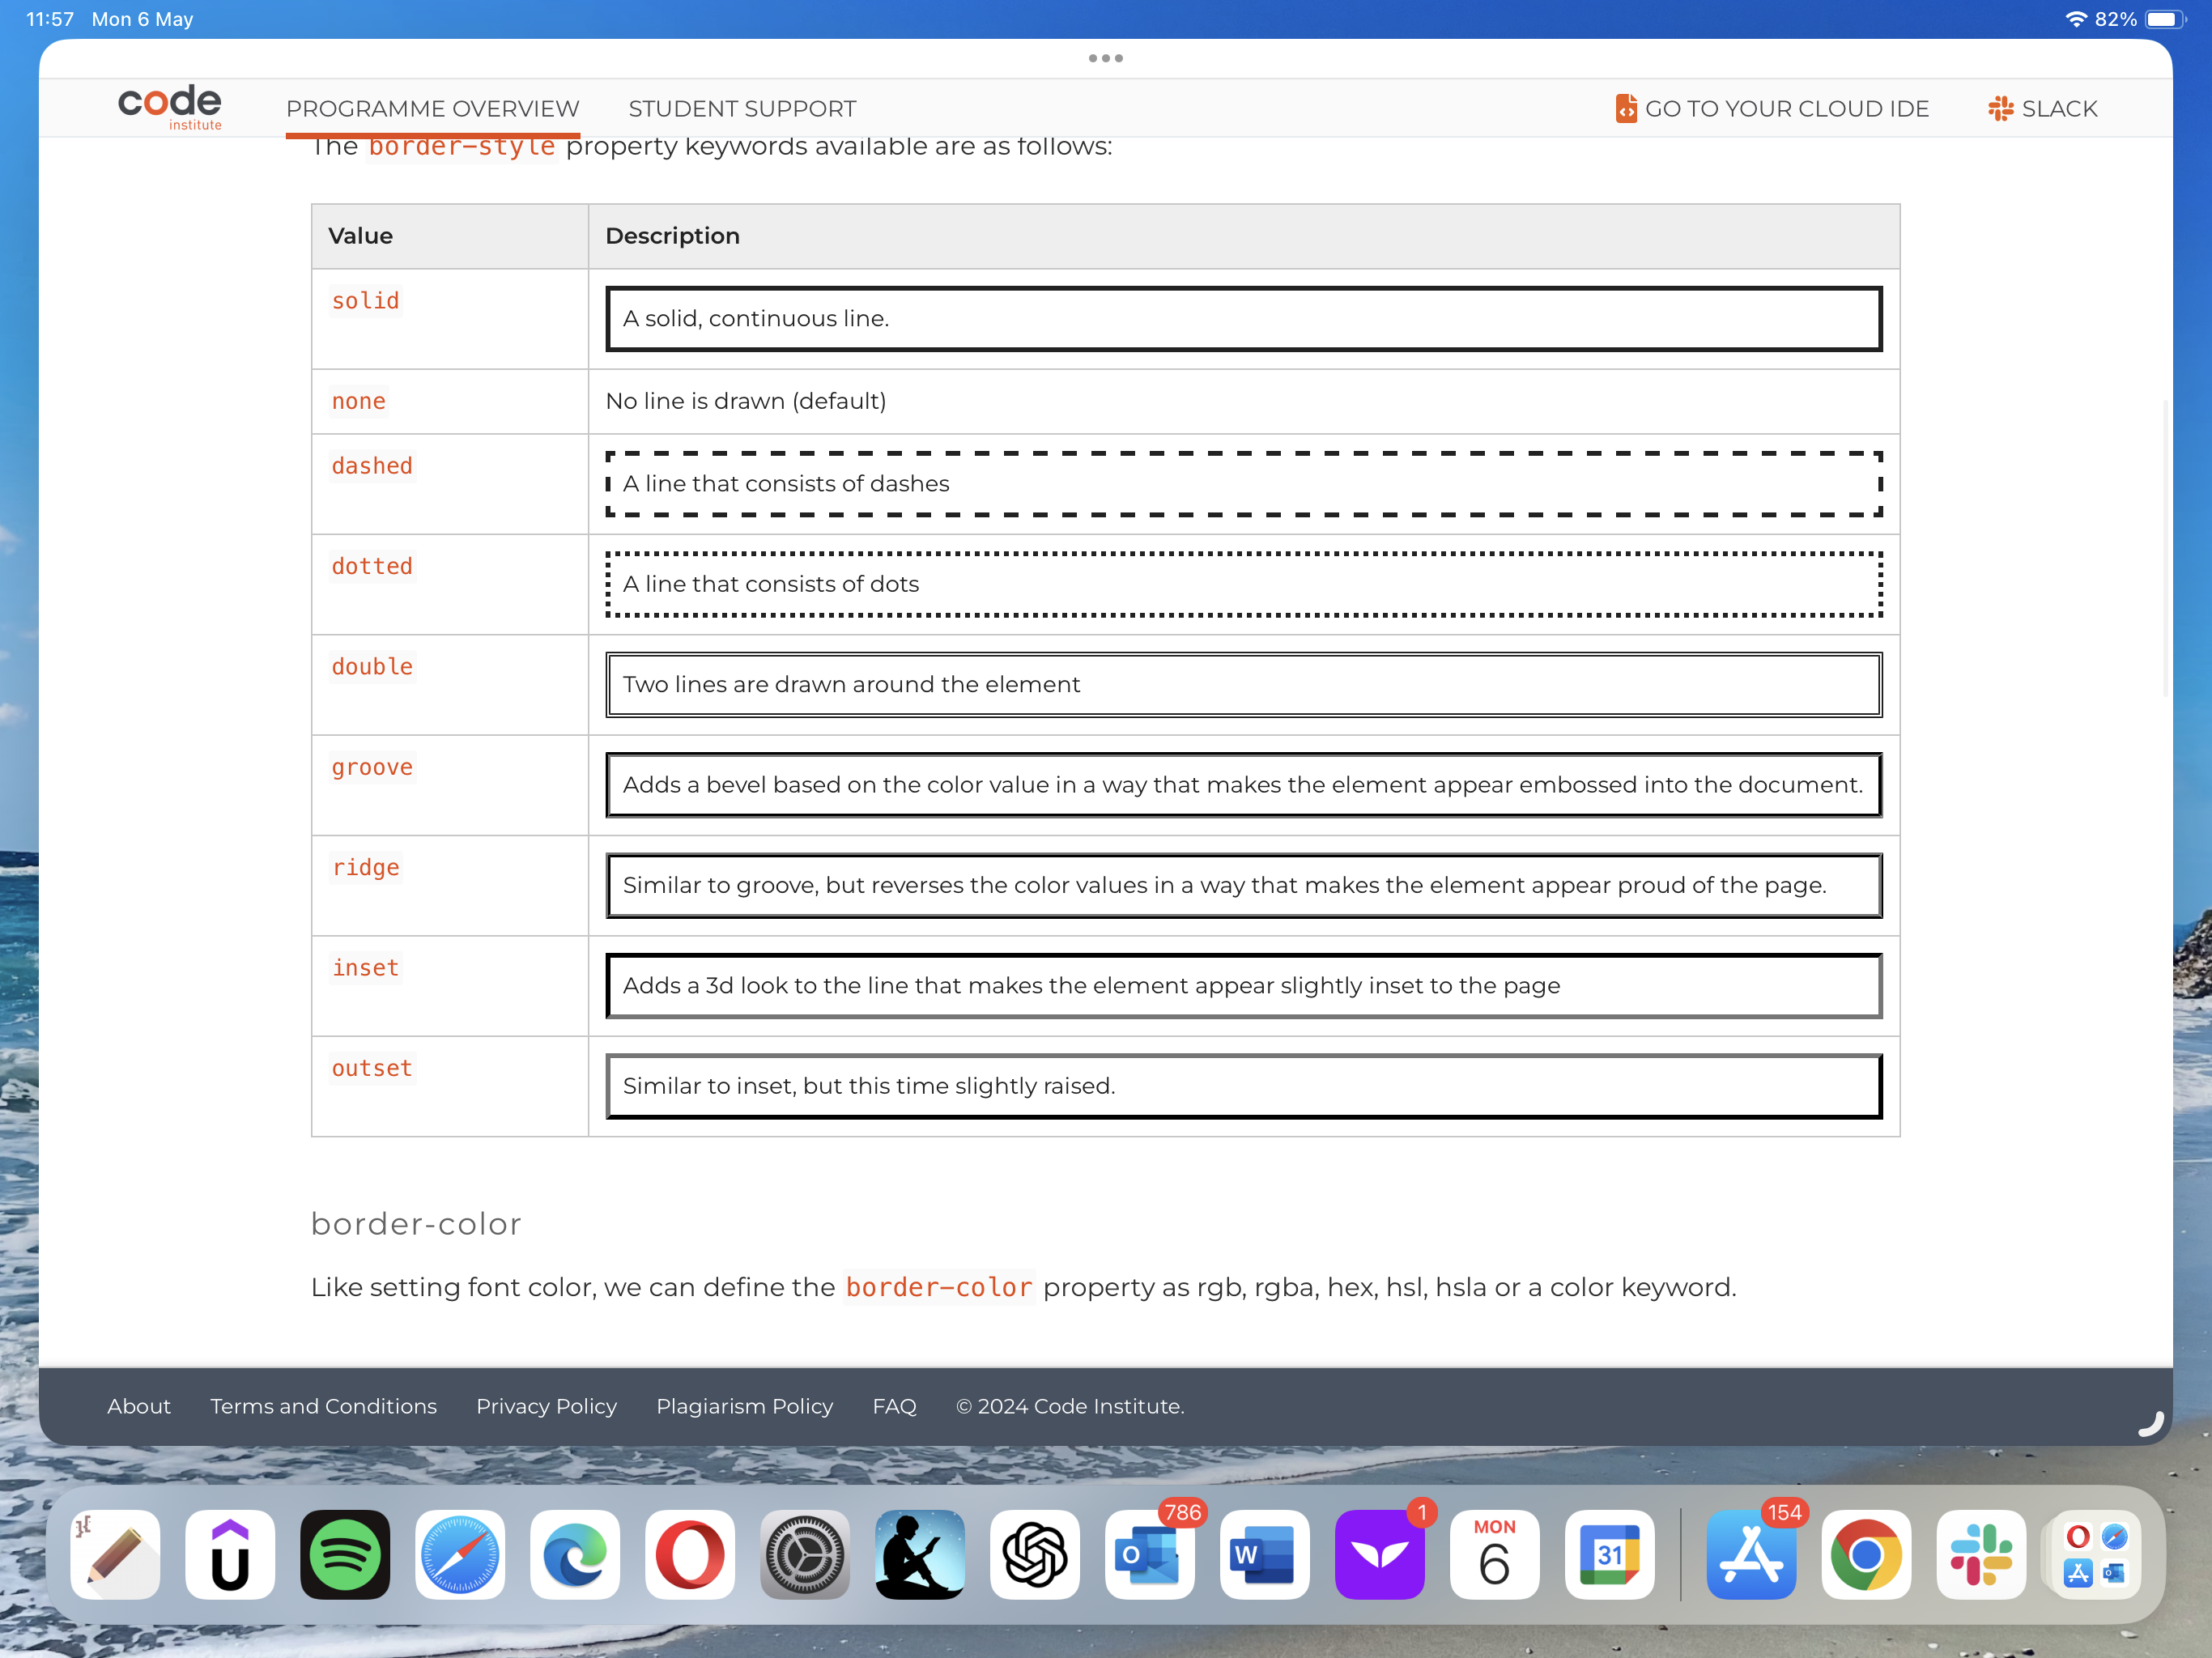 11:57 Mon 6 May
82%
code
institute
PROGRAMME OVERVIEW
STUDENT SUPPORT
GO TO YOUR CLOUD IDE
SLACK
The border-style property keywords available are as follows:
Value Description
solid A solid, continuous line.
none No line is drawn (default)
dashed A line that consists of dashes
dotted A line that consists of dots
double Two lines are drawn around the element
groove Adds a bevel based on the color value in a way that makes the element appear embossed into the document.
ridge Similar to groove, but reverses the color values in a way that makes the element appear proud of the page.
inset Adds a 3d look to the line that makes the element appear slightly inset to the page
outset Similar to inset, but this time slightly raised.
border-color
Like setting font color, we can define the border-color property as rgb, rgba, hex, hsl, hsla or a color keyword.
About Terms and Conditions Privacy Policy Plagiarism Policy FAQ © 2024 Code Institute.
786
1
154
O
W
MON
6
31